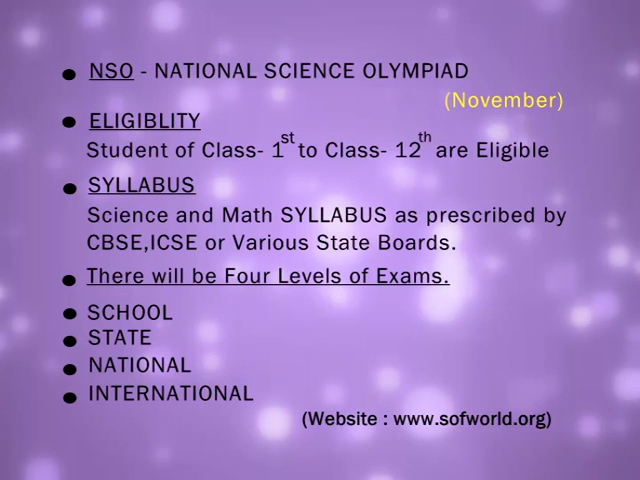 • NSO - NATIONAL SCIENCE OLYMPIAD
(November)
• ELIGIBLITY
Student of Class- 1st to Class- 12th are Eligible
• SYLLABUS
Science and Math SYLLABUS as prescribed by
CBSE,ICSE or Various State Boards.
• There will be Four Levels of Exams.
• SCHOOL
• STATE
• NATIONAL
• INTERNATIONAL
(Website : www.sofworld.org)